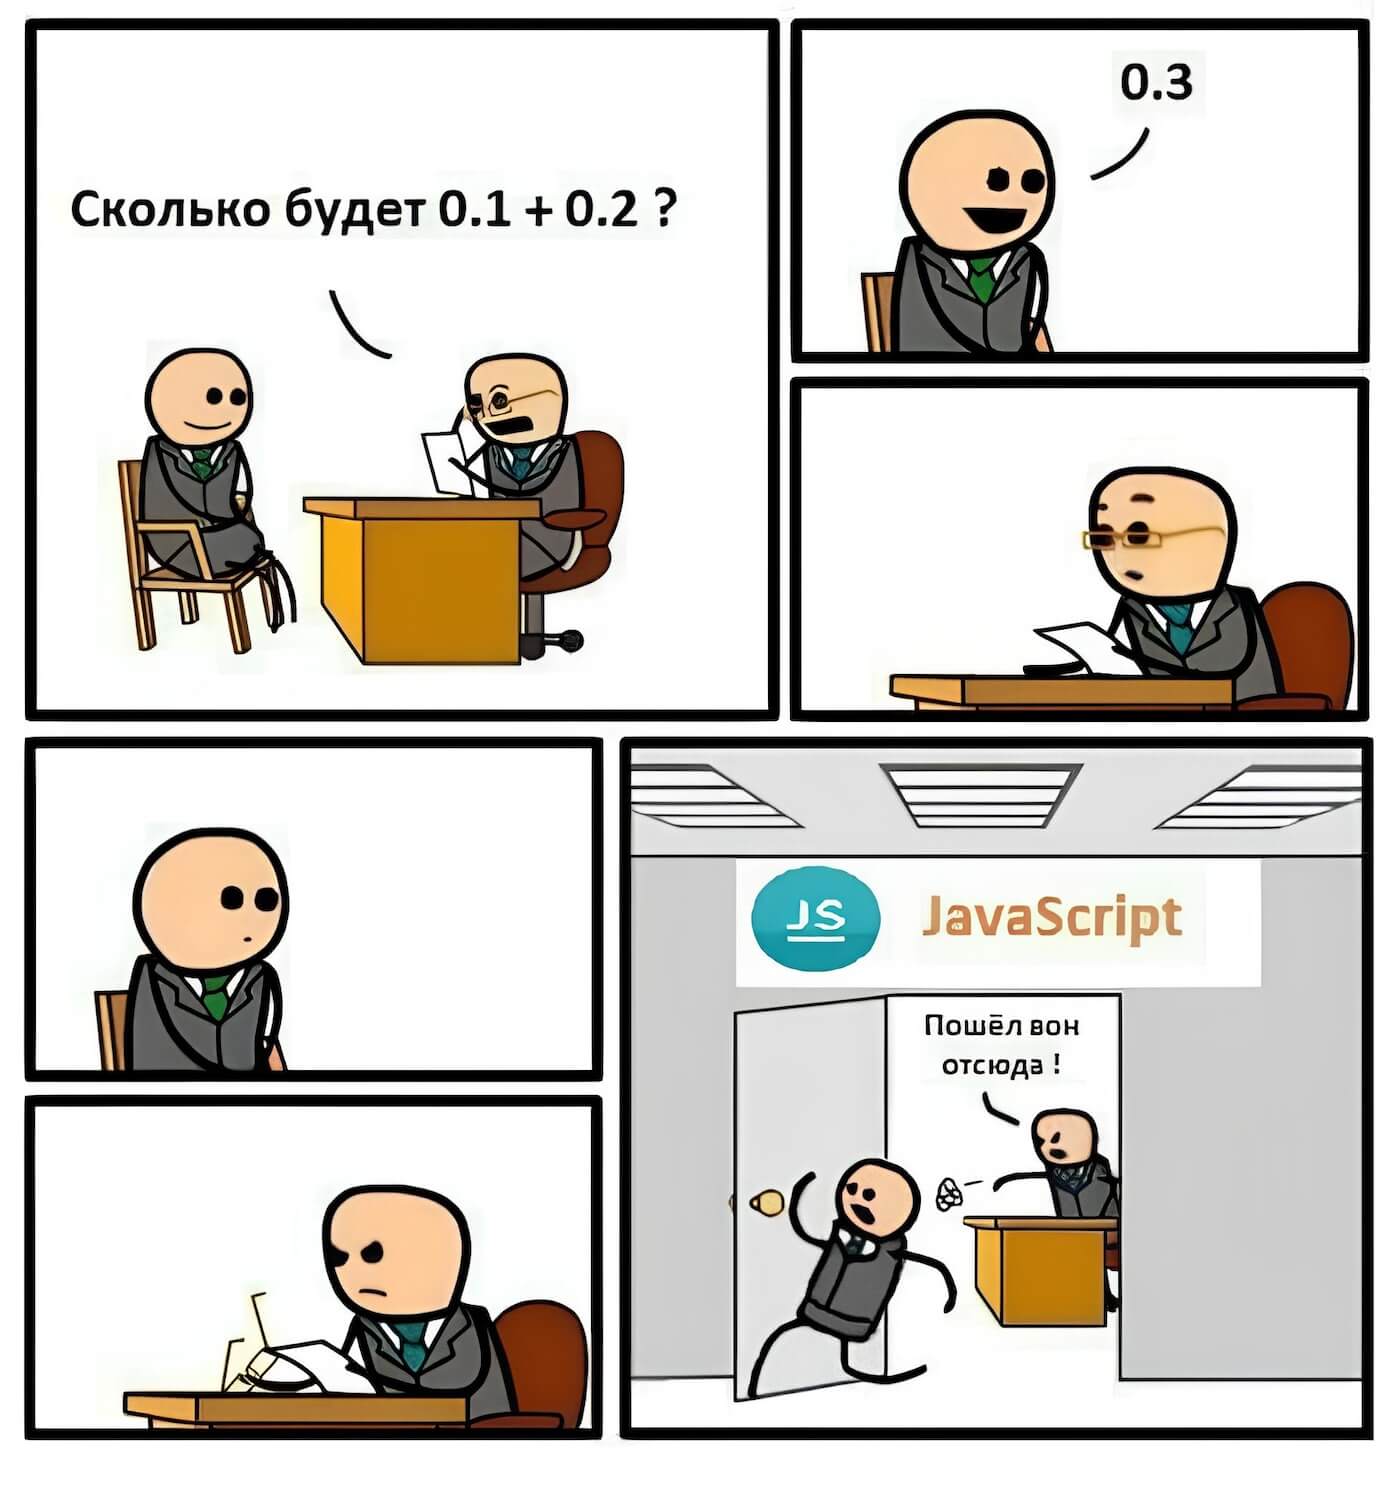 Сколько будет 0.1 + 0.2 ?
0.3
JS
JavaScript
Пошёл вон
отсюда !